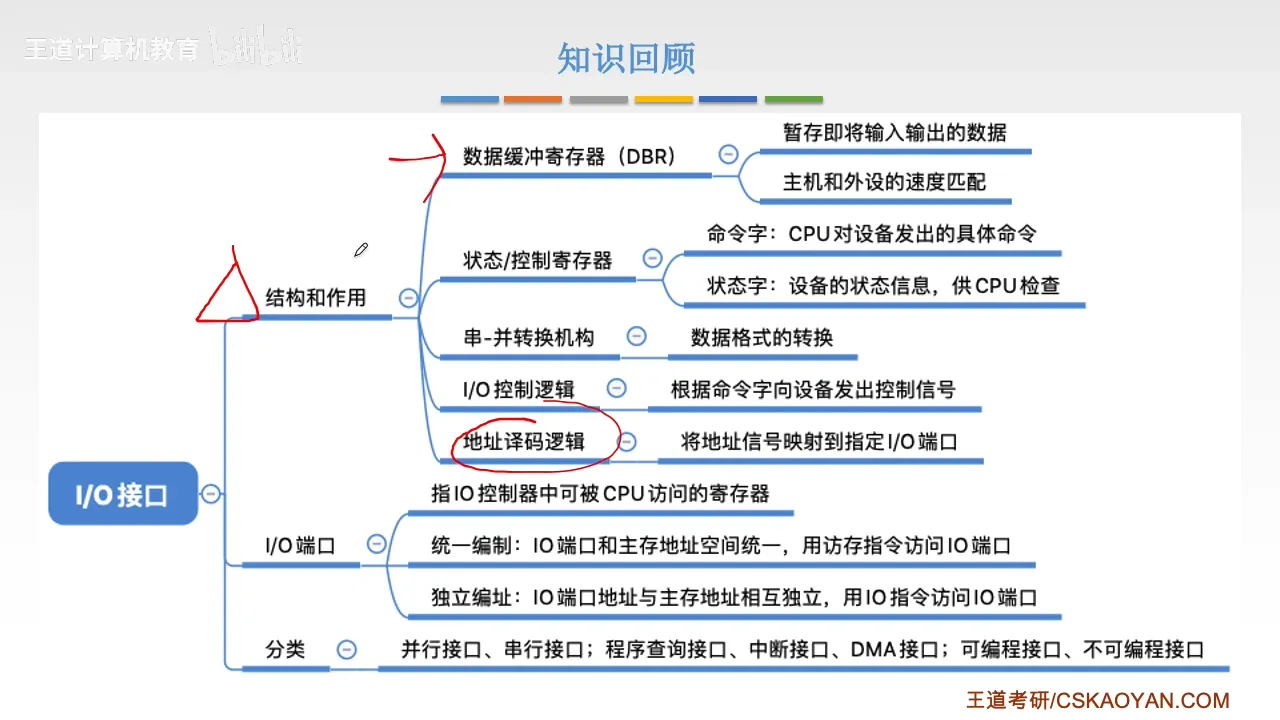 王道计算机教育 bilibili
知识回顾
数据缓冲寄存器（DBR）
暂存即将输入输出的数据
主机和外设的速度匹配
状态/控制寄存器
命令字：CPU对设备发出的具体命令
状态字：设备的状态信息，供CPU检查
结构和作用
串-并转换机构
数据格式的转换
I/O控制逻辑
根据命令字向设备发出控制信号
地址译码逻辑
将地址信号映射到指定I/O端口
I/O接口
指IO控制器中可被CPU访问的寄存器
I/O端口
统一编制：IO端口和主存地址空间统一，用访存指令访问IO端口
独立编址：IO端口地址与主存地址相互独立，用IO指令访问IO端口
分类
并行接口、串行接口；程序查询接口、中断接口、DMA接口；可编程接口、不可编程接口
王道考研/CSKAOYAN.COM